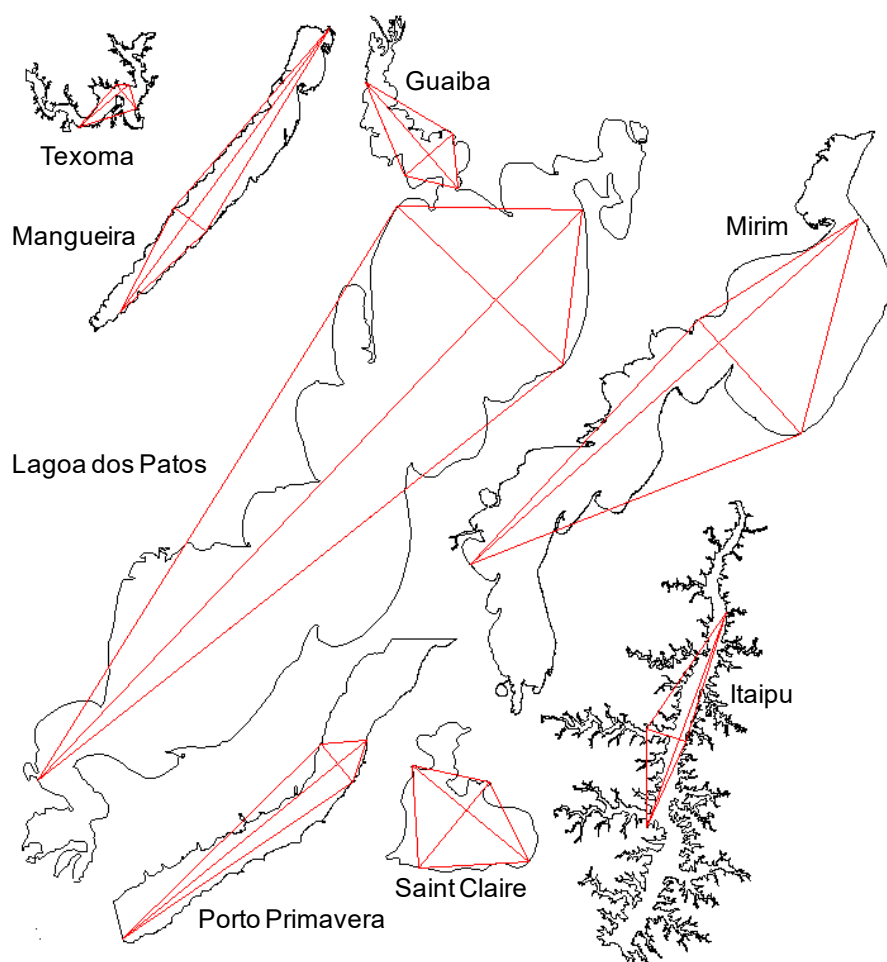 Guaiba
Texoma
Mangueira
Mirim
Lagoa dos Patos
Itaipu
Saint Claire
Porto Primavera